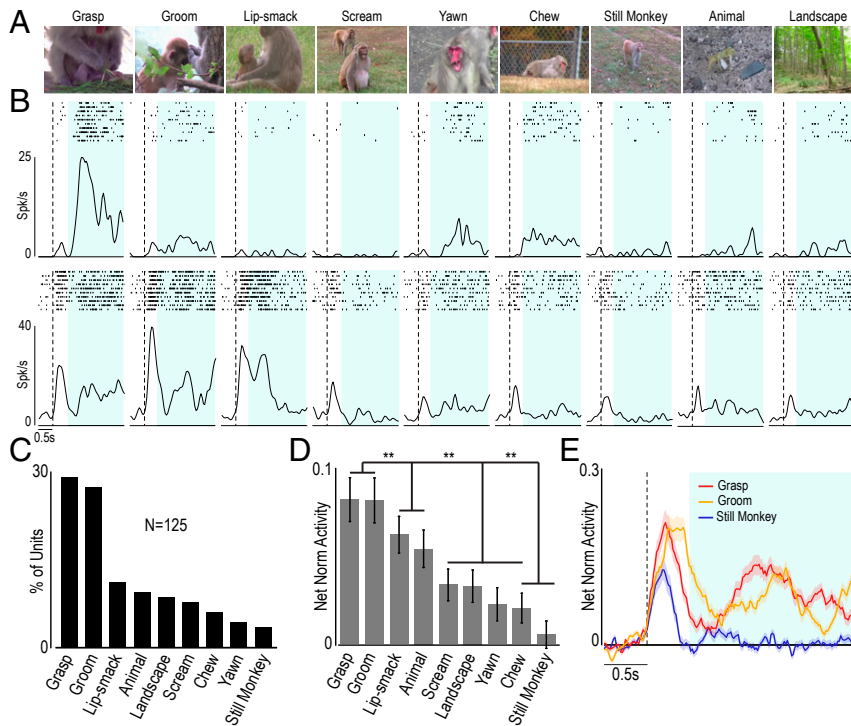 A
Grasp Groom Lip-smack Scream Yawn Chew Still Monkey Animal Landscape
B
25
Spk/s
0
40
Spk/s
0
0.5s
C
30
% of Units
0
N=125
Grasp Groom Lip-smack Animal Landscape Scream Chew Yawn Still Monkey
D
0.1
Net Norm Activity
0
** ** **
Grasp Groom Lip-smack Animal Scream Landscape Yawn Chew Still Monkey
E
0.3
Net Norm Activity
0
Grasp
Groom
Still Monkey
0.5s